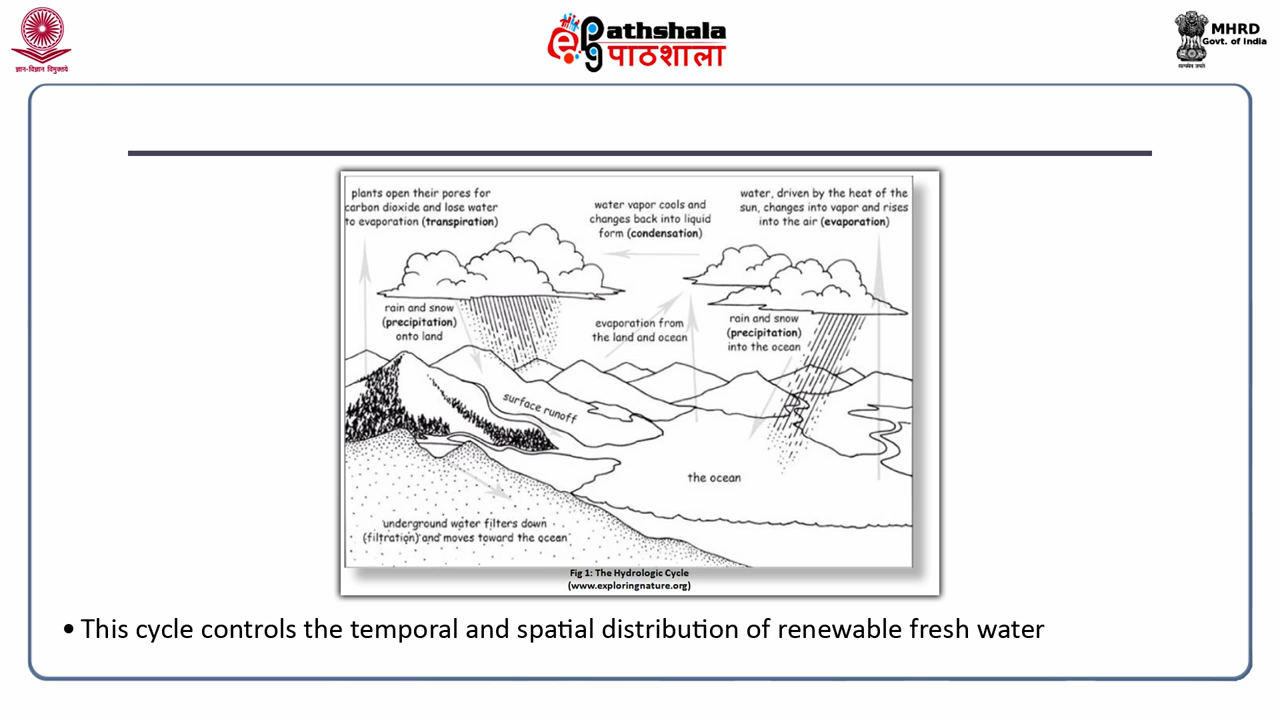 ज्ञान-विज्ञान विमुक्तये
ePG athshala
पाठशाला
MHRD
Govt. of India
सत्यमेव जयते
plants open their pores for
carbon dioxide and lose water
to evaporation (transpiration)
water vapor cools and
changes back into liquid
form (condensation)
water, driven by the heat of the
sun, changes into vapor and rises
into the air (evaporation)
rain and snow
(precipitation)
onto land
evaporation from
the land and ocean
rain and snow
(precipitation)
into the ocean
surface runoff
the ocean
underground water filters down
(filtration) and moves toward the ocean
Fig 1: The Hydrologic Cycle
(www.exploringnature.org)
• This cycle controls the temporal and spatial distribution of renewable fresh water